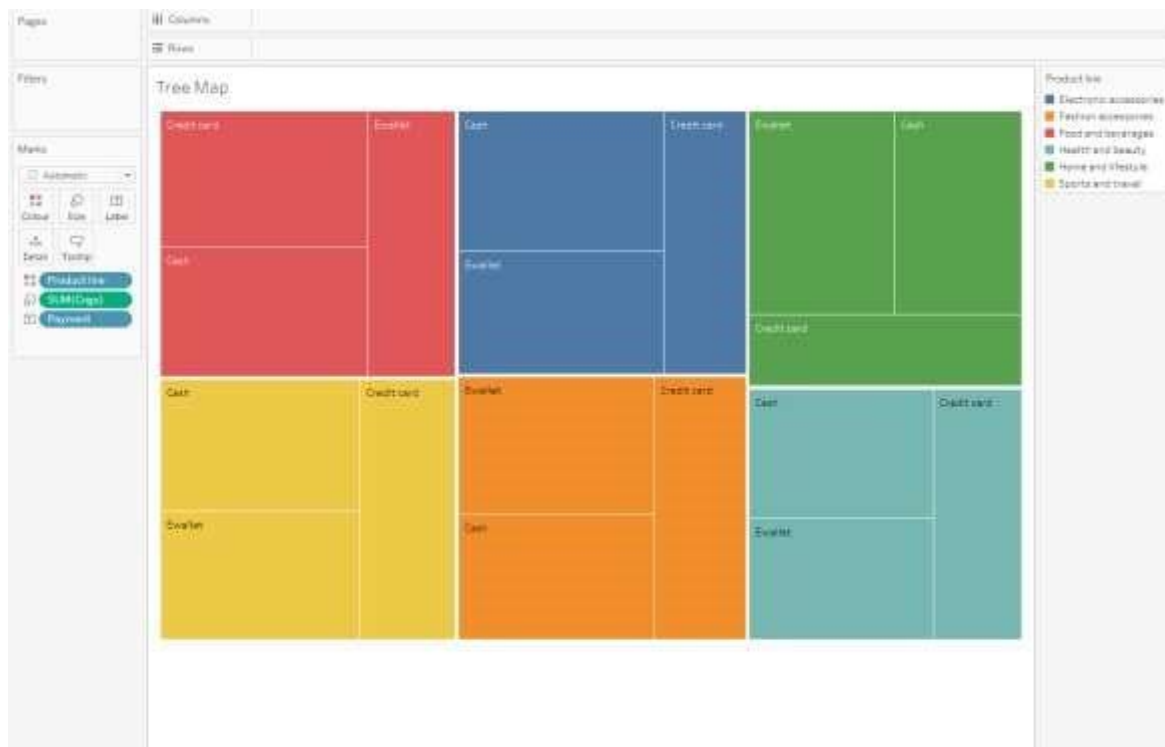 Pages
Columns
Rows
Filters
Marks
Automatic
Colour Size Label
Detail Tooltip
Product line
SUM(Cogs)
Payment
Tree Map
Credit card
Ewallet
Cash
Cash
Credit card
Ewallet
Ewallet
Cash
Credit card
Cash
Credit card
Ewallet
Ewallet
Credit card
Cash
Cash
Credit card
Ewallet
Product line
Electronic accessories
Fashion accessories
Food and beverages
Health and beauty
Home and lifestyle
Sports and travel